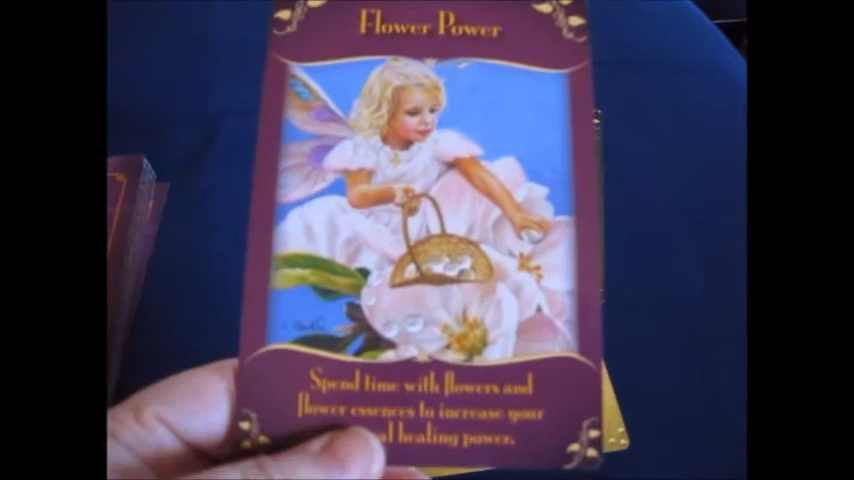 Flower Power
Spend time with flowers and
flower essences to increase your
healing power.